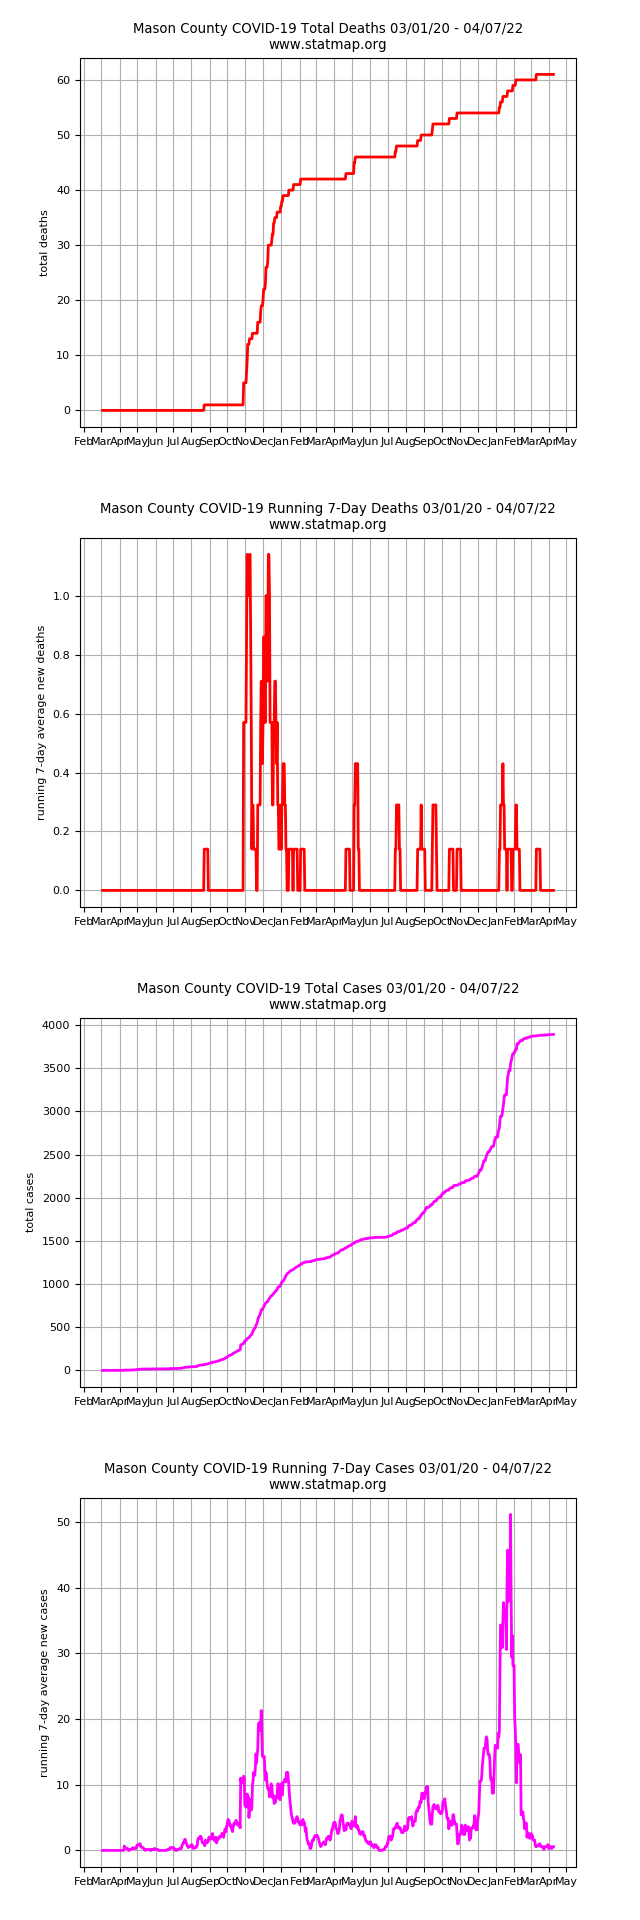 Mason County COVID-19 Total Deaths 03/01/20 - 04/07/22
www.statmap.org
60
50
40
30
20
10
0
total deaths
Feb Mar Apr May Jun Jul Aug Sep Oct Nov Dec Jan Feb Mar Apr May Jun Jul Aug Sep Oct Nov Dec Jan Feb Mar Apr May
Mason County COVID-19 Running 7-Day Deaths 03/01/20 - 04/07/22
www.statmap.org
1.0
0.8
0.6
0.4
0.2
0.0
running 7-day average new deaths
Feb Mar Apr May Jun Jul Aug Sep Oct Nov Dec Jan Feb Mar Apr May Jun Jul Aug Sep Oct Nov Dec Jan Feb Mar Apr May
Mason County COVID-19 Total Cases 03/01/20 - 04/07/22
www.statmap.org
4000
3500
3000
2500
2000
1500
1000
500
0
total cases
Feb Mar Apr May Jun Jul Aug Sep Oct Nov Dec Jan Feb Mar Apr May Jun Jul Aug Sep Oct Nov Dec Jan Feb Mar Apr May
Mason County COVID-19 Running 7-Day Cases 03/01/20 - 04/07/22
www.statmap.org
50
40
30
20
10
0
running 7-day average new cases
Feb Mar Apr May Jun Jul Aug Sep Oct Nov Dec Jan Feb Mar Apr May Jun Jul Aug Sep Oct Nov Dec Jan Feb Mar Apr May